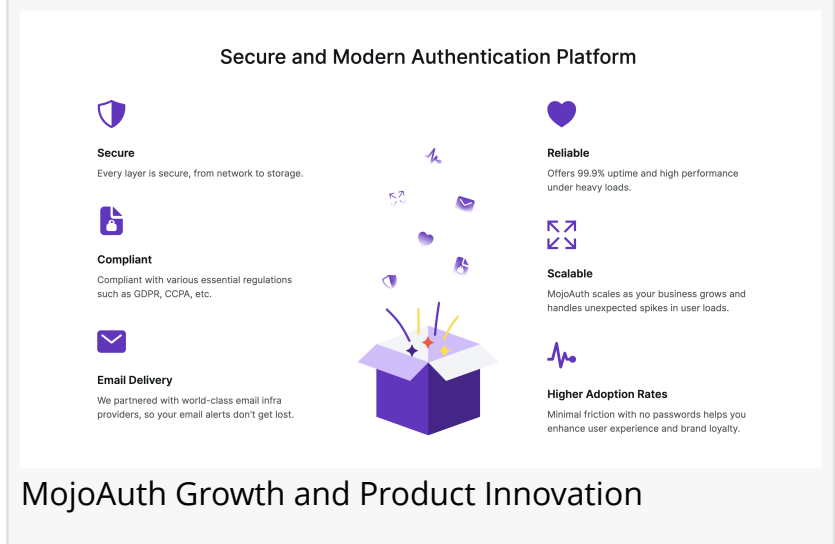 Secure and Modern Authentication Platform
Secure
Every layer is secure, from network to storage.
Compliant
Compliant with various essential regulations
such as GDPR, CCPA, etc.
Email Delivery
We partnered with world-class email infra
providers, so your email alerts don't get lost.
Reliable
Offers 99.9% uptime and high performance
under heavy loads.
Scalable
MojoAuth scales as your business grows and
handles unexpected spikes in user loads.
Higher Adoption Rates
Minimal friction with no passwords helps you
enhance user experience and brand loyalty.
MojoAuth Growth and Product Innovation